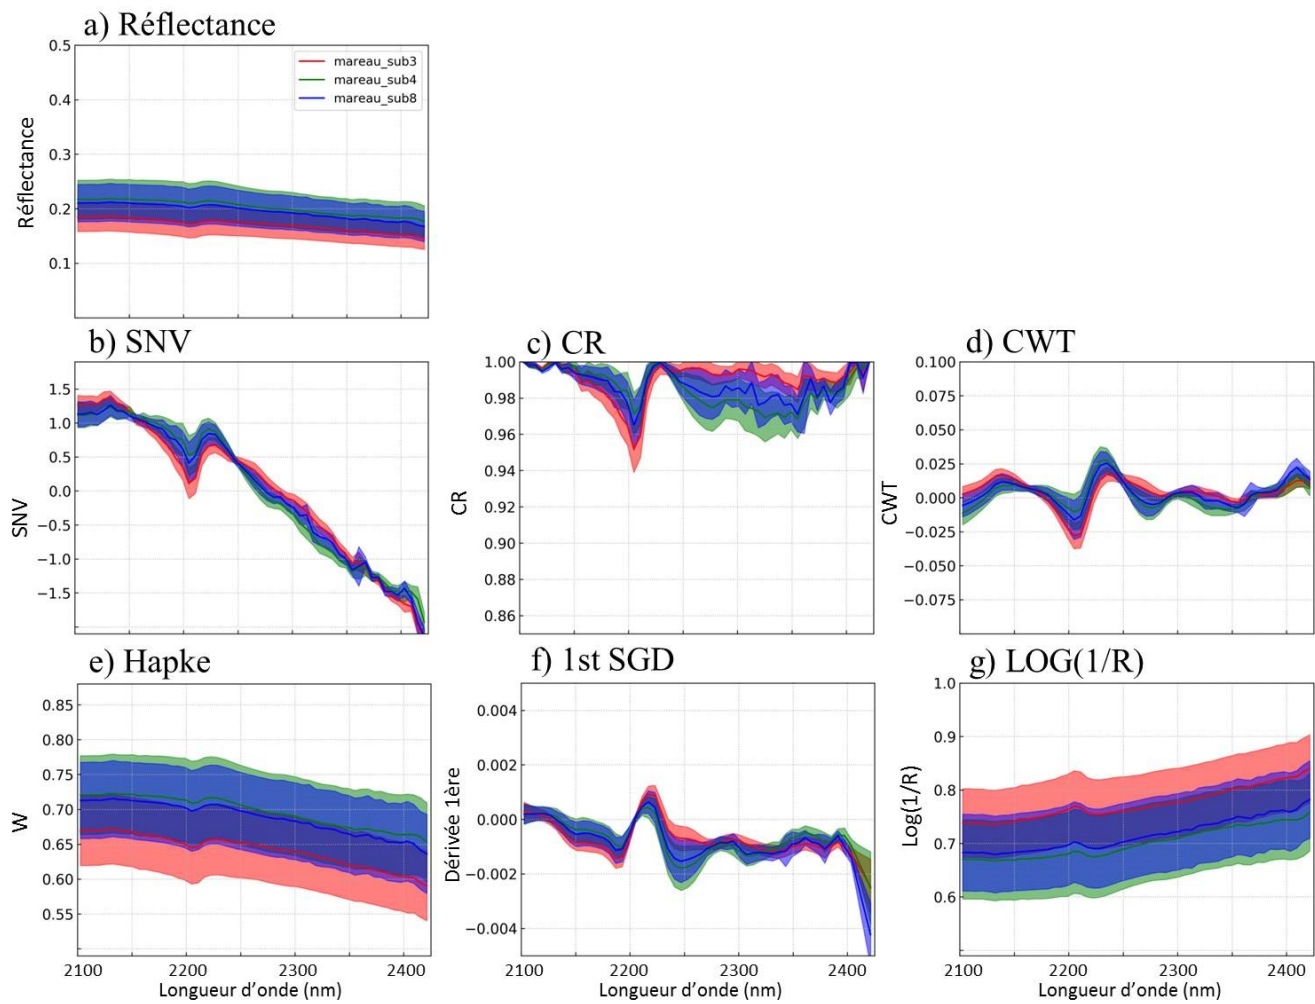 a) Réflectance
0.5
0.4
0.3
0.2
0.1
Réflectance
mareau_sub3
mareau_sub4
mareau_sub8
b) SNV
1.5
1.0
0.5
0.0
−0.5
−1.0
−1.5
SNV
c) CR
1.00
0.98
0.96
0.94
0.92
0.90
0.88
0.86
CR
d) CWT
0.100
0.075
0.050
0.025
0.000
−0.025
−0.050
−0.075
CWT
e) Hapke
0.85
0.80
0.75
0.70
0.65
0.60
0.55
W
2100 2200 2300 2400
Longueur d’onde (nm)
f) 1st SGD
0.004
0.002
0.000
−0.002
−0.004
Dérivée 1ère
2100 2200 2300 2400
Longueur d’onde (nm)
g) LOG(1/R)
1.0
0.9
0.8
0.7
0.6
Log(1/R)
2100 2200 2300 2400
Longueur d’onde (nm)